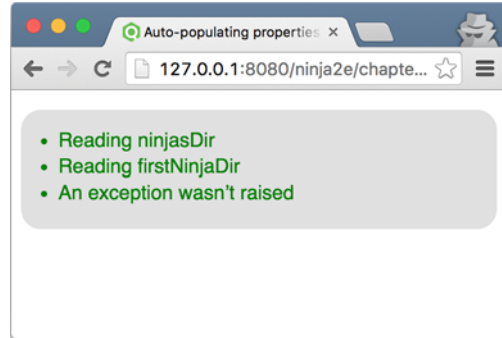 Auto-populating properties
127.0.0.1:8080/ninja2e/chapte...
• Reading ninjasDir
• Reading firstNinjaDir
• An exception wasn’t raised